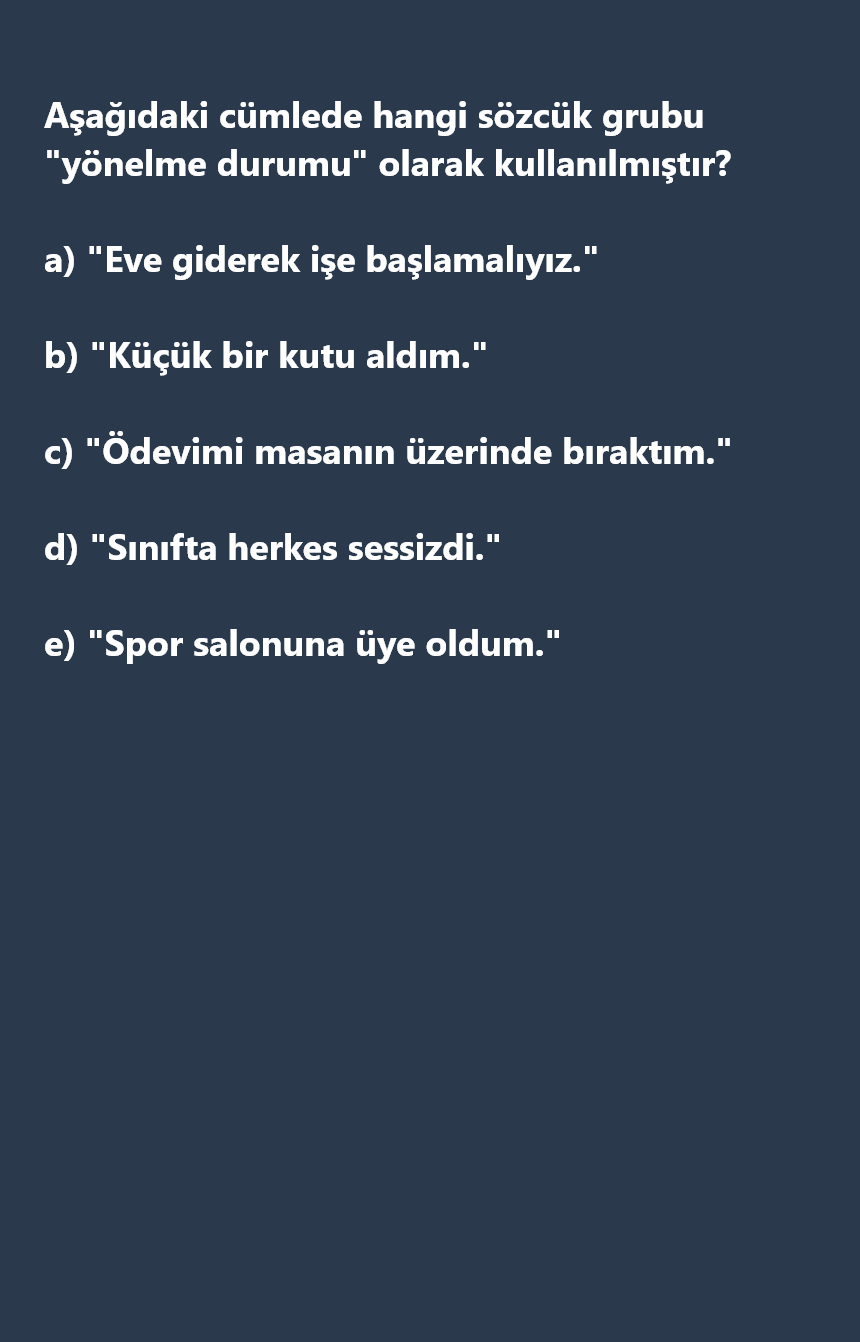 Aşağıdaki cümlede hangi sözcük grubu
"yönelme durumu" olarak kullanılmıştır?
a) "Eve giderek işe başlamalıyız."
b) "Küçük bir kutu aldım."
c) "Ödevimi masanın üzerinde bıraktım."
d) "Sınıfta herkes sessizdi."
e) "Spor salonuna üye oldum."